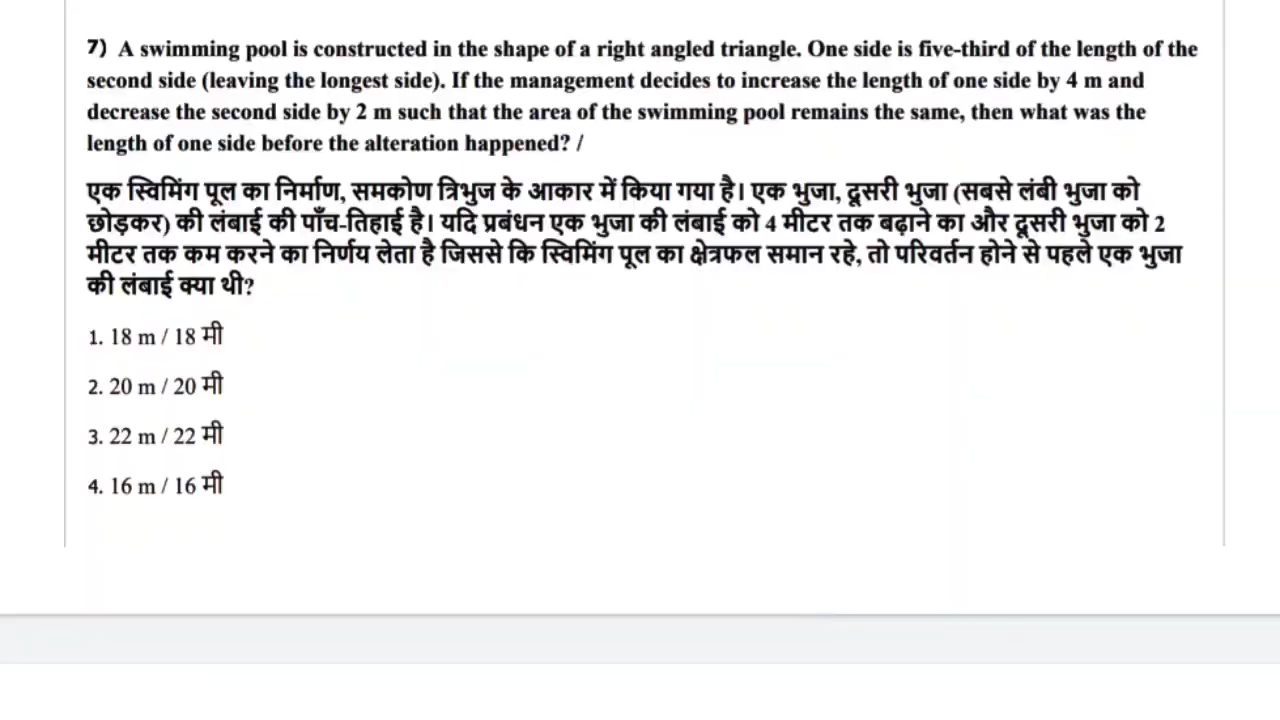 7) A swimming pool is constructed in the shape of a right angled triangle. One side is five-third of the length of the
second side (leaving the longest side). If the management decides to increase the length of one side by 4 m and
decrease the second side by 2 m such that the area of the swimming pool remains the same, then what was the
length of one side before the alteration happened? /
एक स्विमिंग पूल का निर्माण, समकोण त्रिभुज के आकार में किया गया है। एक भुजा, दूसरी भुजा (सबसे लंबी भुजा को
छोड़कर) की लंबाई की पाँच-तिहाई है। यदि प्रबंधन एक भुजा की लंबाई को 4 मीटर तक बढ़ाने का और दूसरी भुजा को 2
मीटर तक कम करने का निर्णय लेता है जिससे कि स्विमिंग पूल का क्षेत्रफल समान रहे, तो परिवर्तन होने से पहले एक भुजा
की लंबाई क्या थी?
1. 18 m / 18 मी
2. 20 m / 20 मी
3. 22 m / 22 मी
4. 16 m / 16 मी